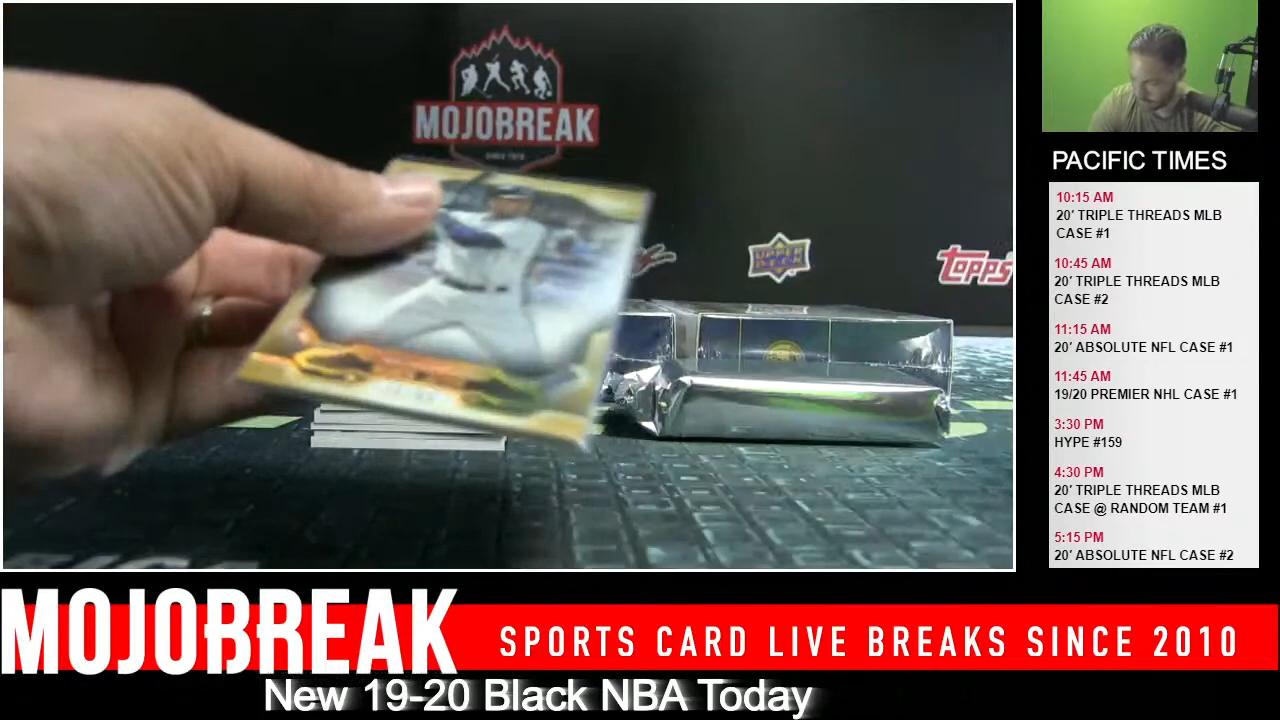 MOJOBREAK
SINCE 2010
UPPER
DECK
TOPPS
PACIFIC TIMES
10:15 AM
20' TRIPLE THREADS MLB
CASE #1
10:45 AM
20' TRIPLE THREADS MLB
CASE #2
11:15 AM
20' ABSOLUTE NFL CASE #1
11:45 AM
19/20 PREMIER NHL CASE #1
3:30 PM
HYPE #159
4:30 PM
20' TRIPLE THREADS MLB
CASE @ RANDOM TEAM #1
5:15 PM
20' ABSOLUTE NFL CASE #2
MOJOBREAK
SPORTS CARD LIVE BREAKS SINCE 2010
New 19-20 Black NBA Today